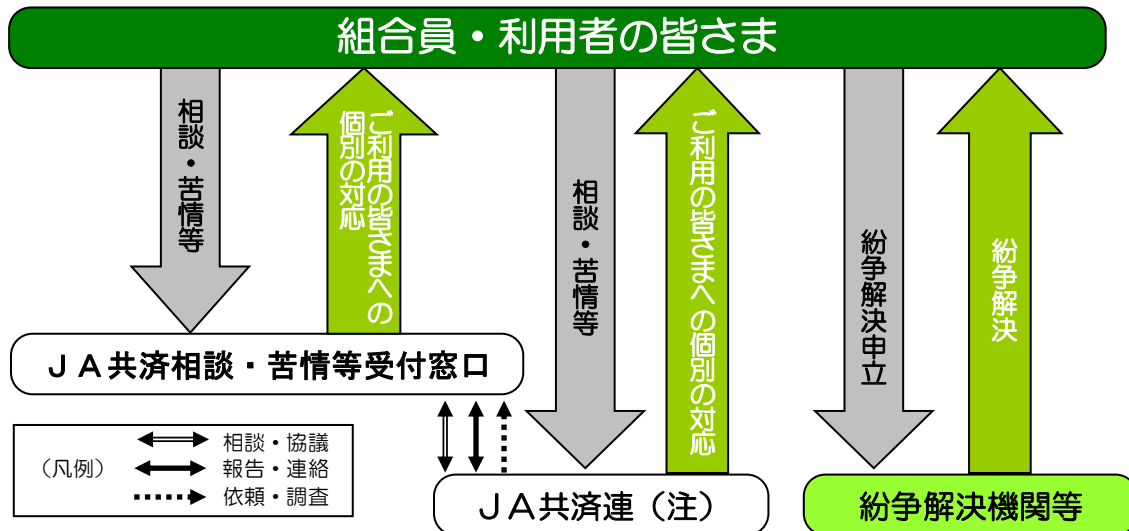 組合員・利用者の皆さま
相談・苦情等
ご利用の皆さまへの
個別の対応
相談・苦情等
ご利用の皆さまへの個別の対応
紛争解決申立
紛争解決
ＪＡ共済相談・苦情等受付窓口
（凡例）
相談・協議
報告・連絡
依頼・調査
ＪＡ共済連（注）
紛争解決機関等